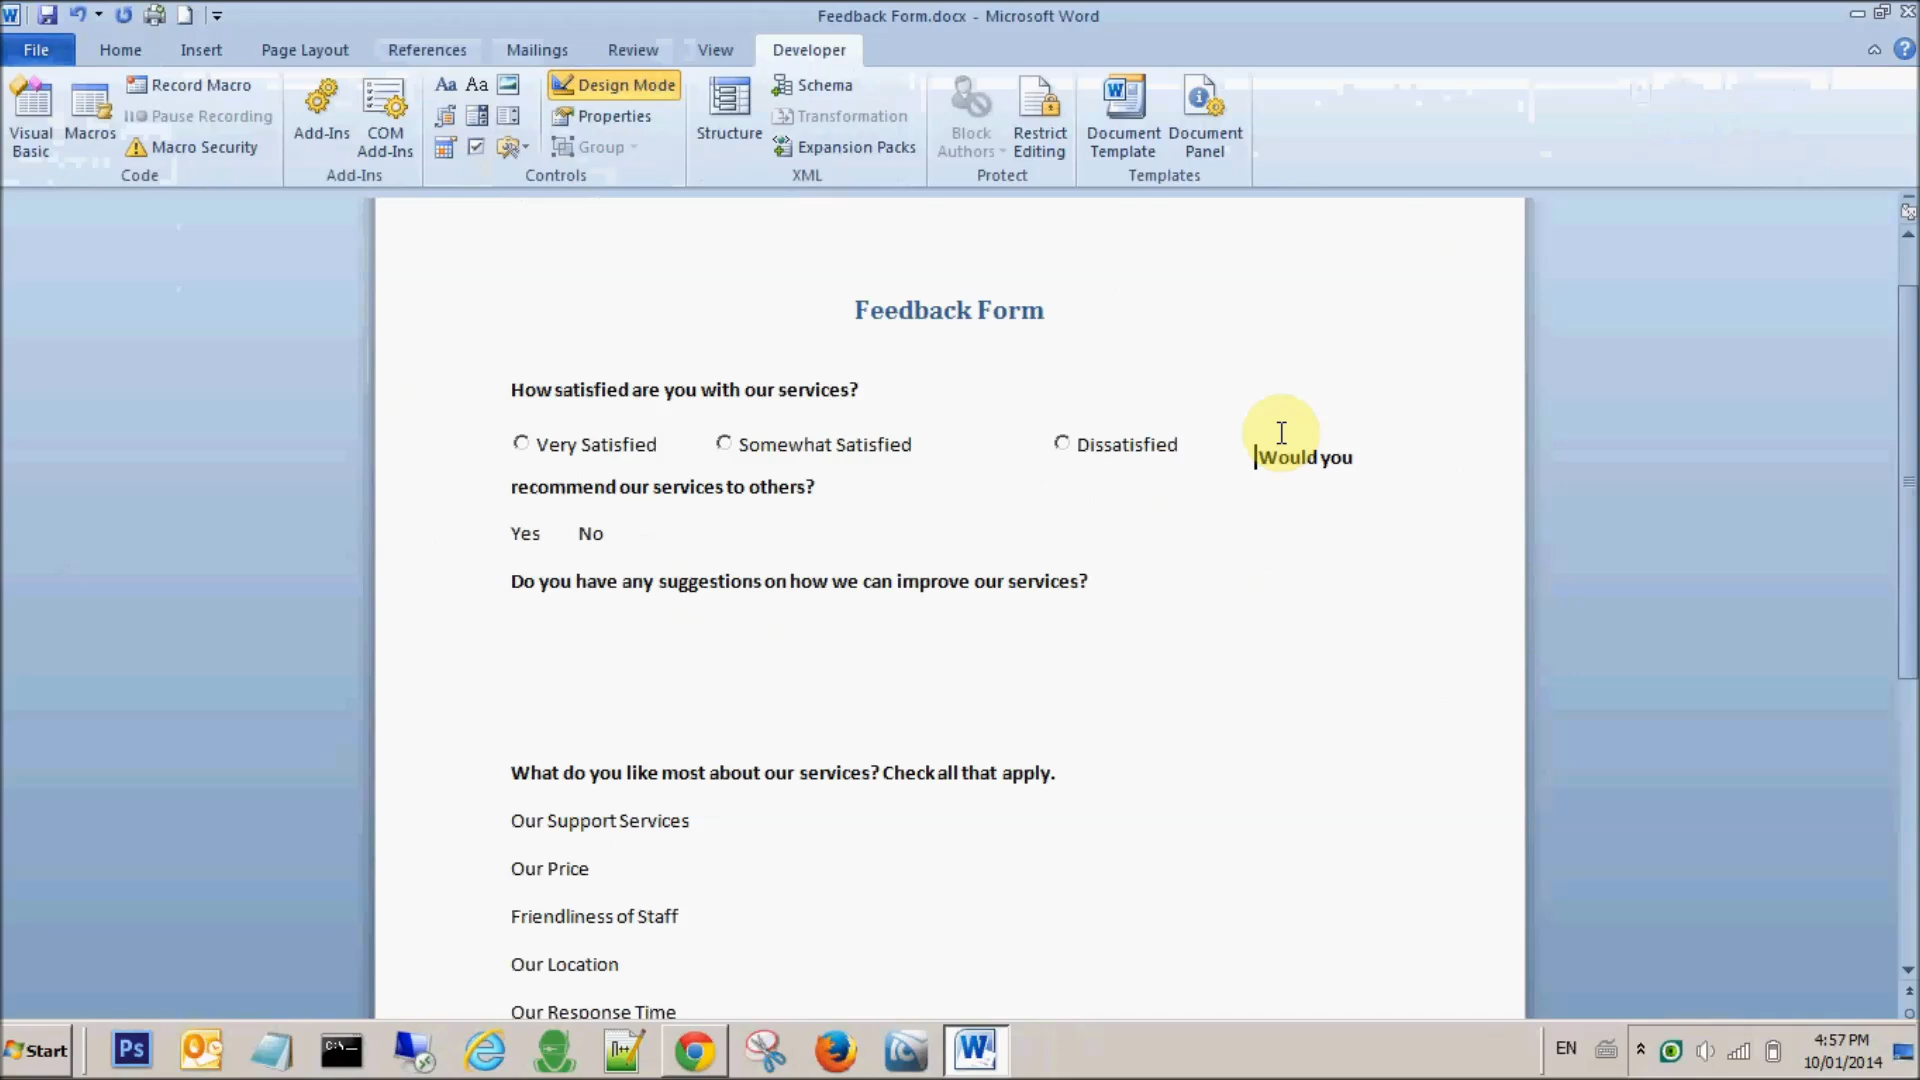 Feedback Form.docx - Microsoft Word
File Home Insert Page Layout References Mailings Review View Developer
Visual Basic
Macros
Record Macro
Pause Recording
Macro Security
Code
Add-Ins
COM Add-Ins
Add-Ins
Aa Aa
Design Mode
Properties
Group
Controls
Structure
Schema
Transformation
Expansion Packs
XML
Block Authors
Restrict Editing
Protect
Document Template
Document Panel
Templates
Feedback Form
How satisfied are you with our services?
Very Satisfied Somewhat Satisfied Dissatisfied
Would you
recommend our services to others?
Yes No
Do you have any suggestions on how we can improve our services?
What do you like most about our services? Check all that apply.
Our Support Services
Our Price
Friendliness of Staff
Our Location
Our Response Time
Start
Ps
C:\_
EN
4:57 PM
10/01/2014